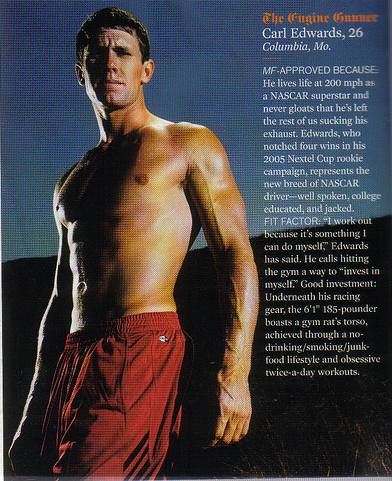 The Engine Gunner
Carl Edwards, 26
Columbia, Mo.
MF-APPROVED BECAUSE:
He lives life at 200 mph as
a NASCAR superstar and
never gloats that he's left
the rest of us sucking his
exhaust. Edwards, who
notched four wins in his
2005 Nextel Cup rookie
campaign, represents the
new breed of NASCAR
driver—well spoken, college
educated, and jacked.
FIT FACTOR: "I work out
because it's something I
can do myself," Edwards
has said. He calls hitting
the gym a way to "invest in
myself." Good investment:
Underneath his racing
gear, the 6'1" 185-pounder
boasts a gym rat's torso,
achieved through a no-
drinking/smoking/junk-
food lifestyle and obsessive
twice-a-day workouts.